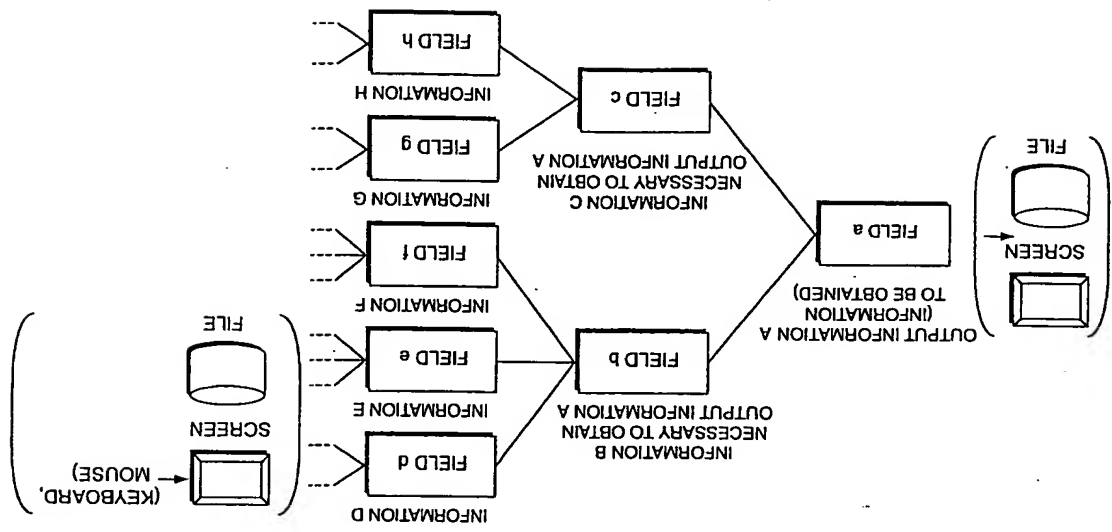 SCREEN
FILE
OUTPUT INFORMATION A
(INFORMATION
TO BE OBTAINED)
FIELD a
INFORMATION B
NECESSARY TO OBTAIN
OUTPUT INFORMATION A
FIELD b
INFORMATION C
NECESSARY TO OBTAIN
OUTPUT INFORMATION A
FIELD c
INFORMATION D
FIELD d
INFORMATION E
FIELD e
INFORMATION F
FIELD f
INFORMATION G
FIELD g
INFORMATION H
FIELD h
(KEYBOARD,
MOUSE)
SCREEN
FILE